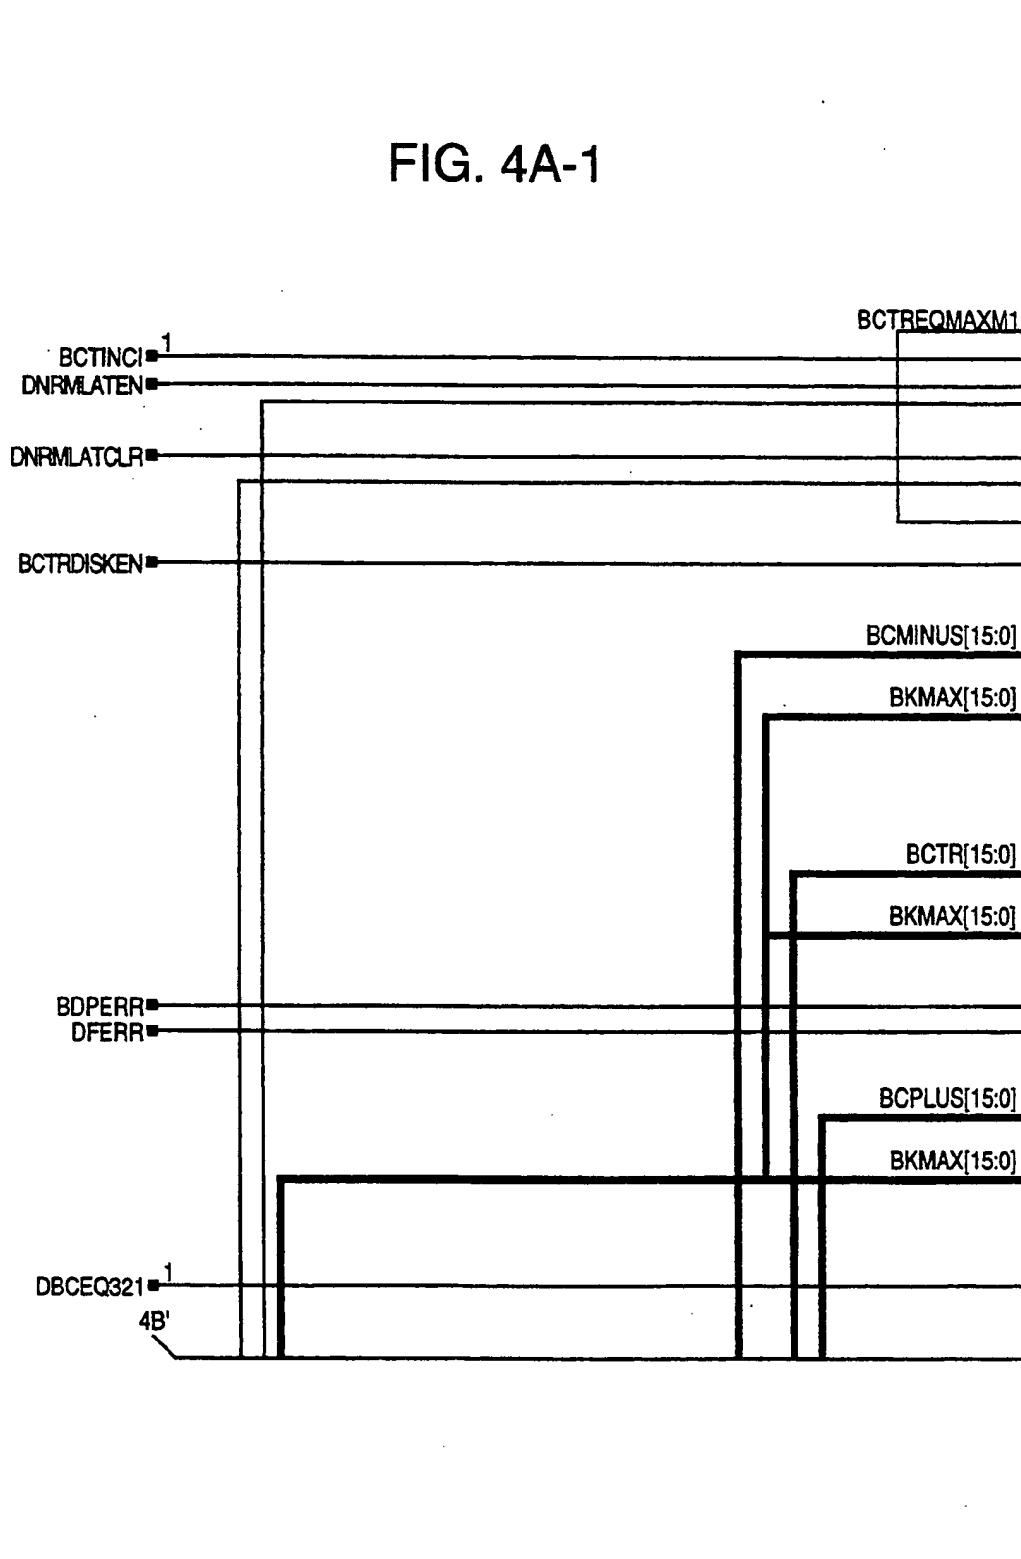 FIG. 4A-1
BCTREQMAXM1
1
BCTINCI
DNRMLATEN
DNRMLATCLR
BCTRDISKEN
BCMINUS[15:0]
BKMAX[15:0]
BCTR[15:0]
BKMAX[15:0]
BDPERR
DFERR
BCPLUS[15:0]
BKMAX[15:0]
1
DBCEQ321
4B'